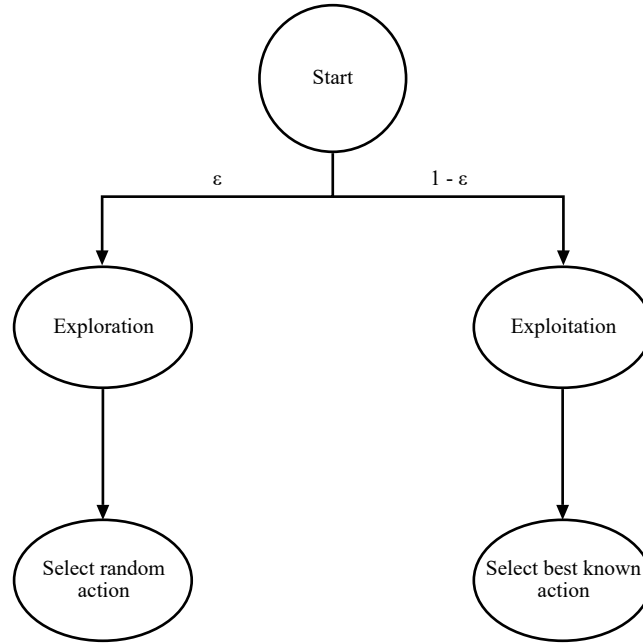 Start
ε
1 - ε
Exploration
Exploitation
Select random
action
Select best known
action